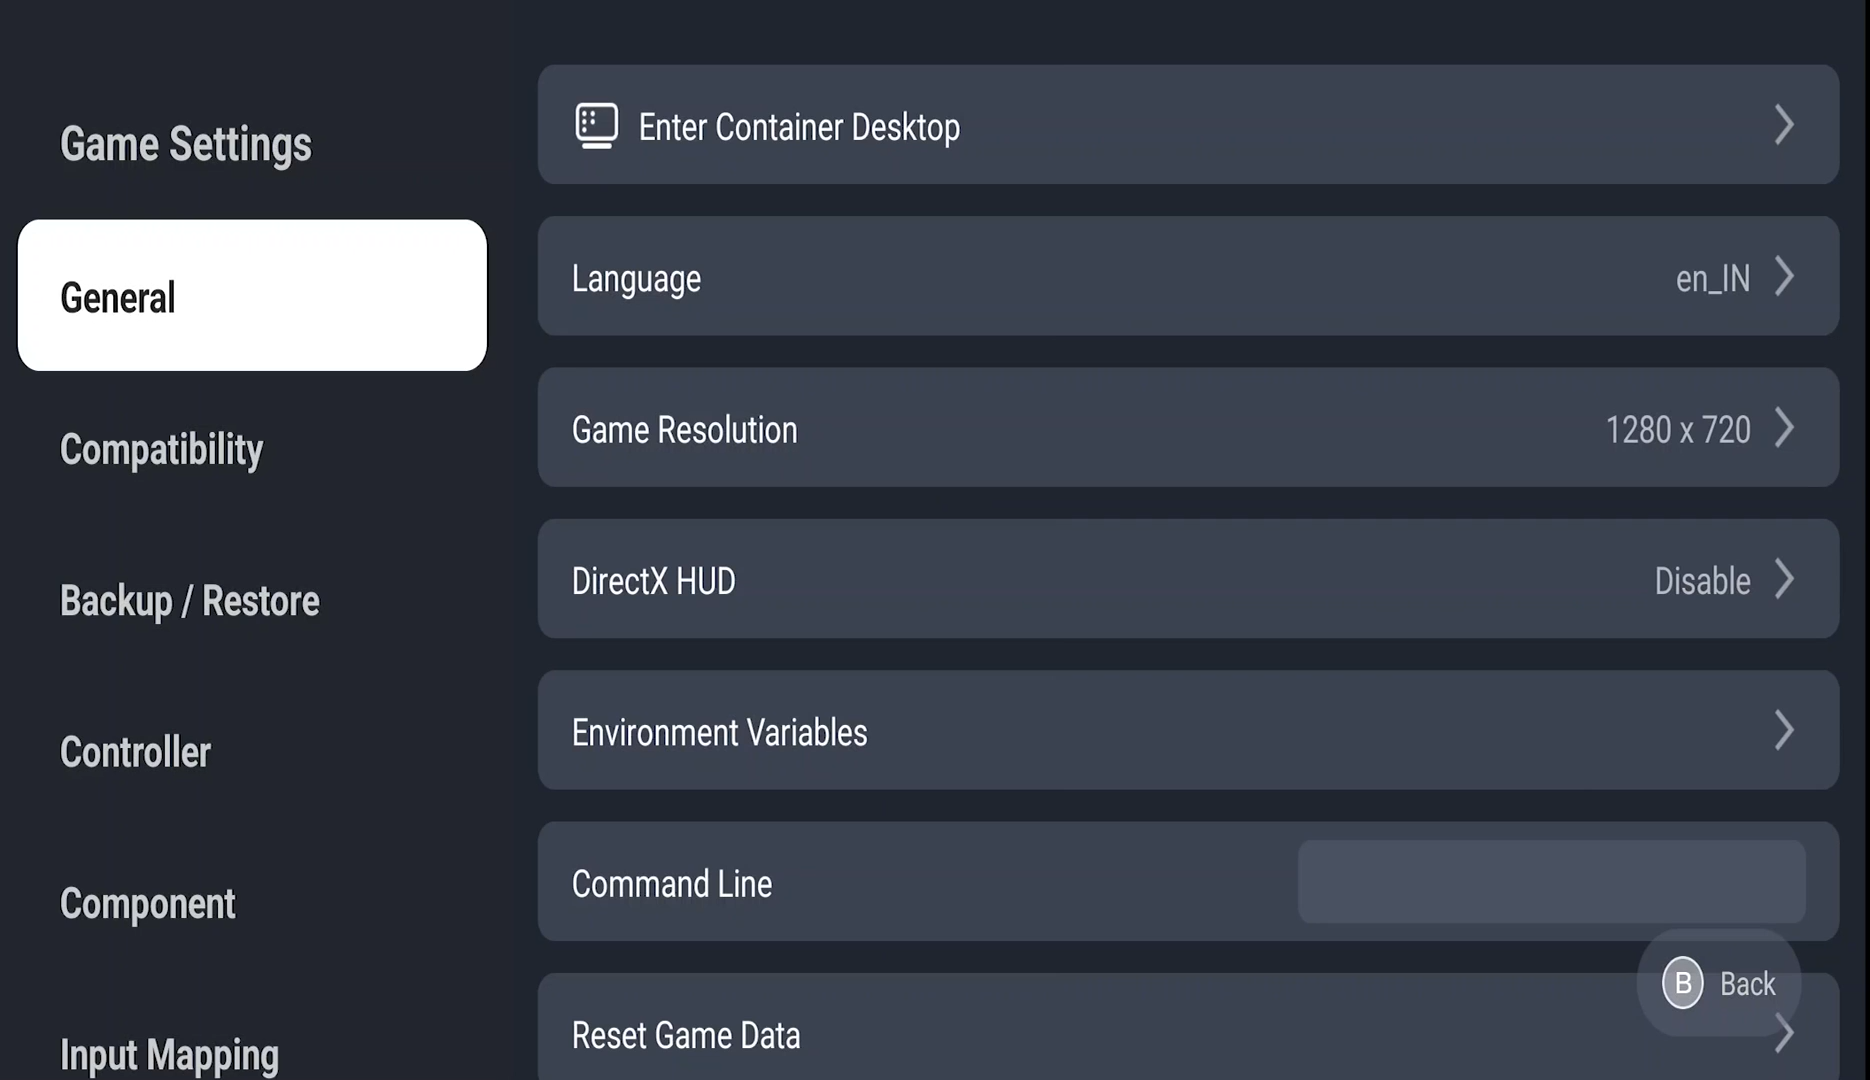 Game Settings
General
Compatibility
Backup / Restore
Controller
Component
Input Mapping
Enter Container Desktop
Language en_IN
Game Resolution 1280 x 720
DirectX HUD Disable
Environment Variables
Command Line
B Back
Reset Game Data